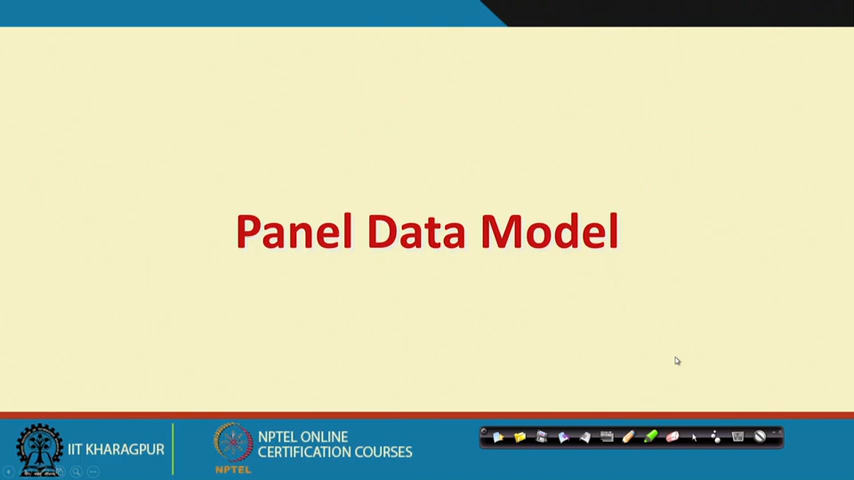 Panel Data Model
IIT KHARAGPUR
NPTEL
NPTEL ONLINE
CERTIFICATION COURSES